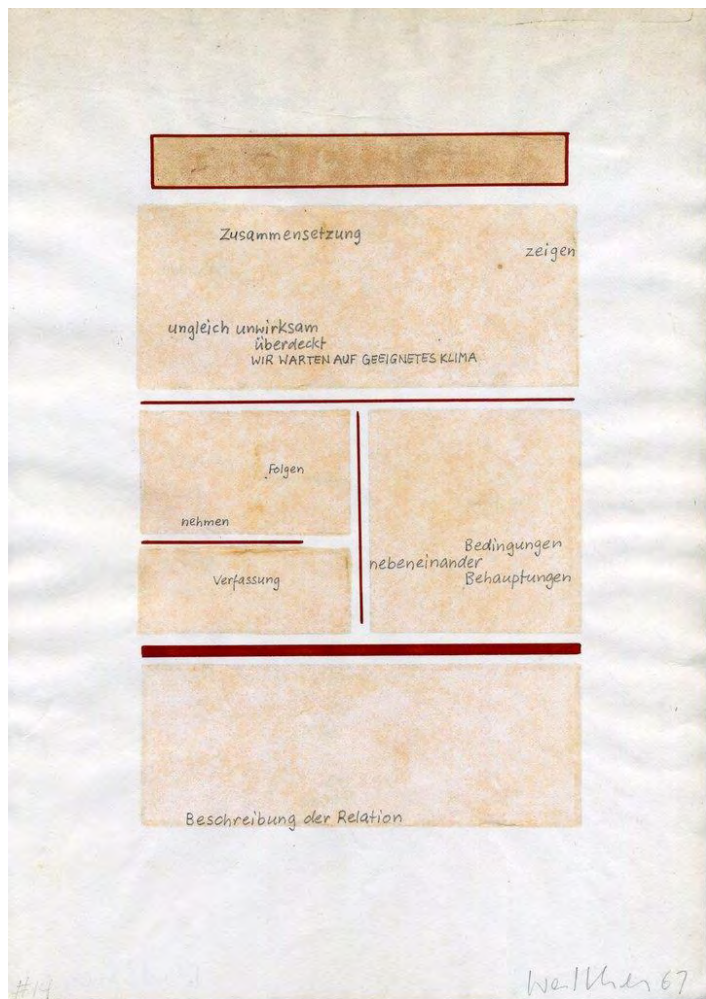 Zusammensetzung
zeigen
ungleich unwirksam
überdeckt
WIR WARTEN AUF GEEIGNETES KLIMA
Folgen
nehmen
Verfassung
Bedingungen
nebeneinander
Behauptungen
Beschreibung der Relation
#14
Walther 67